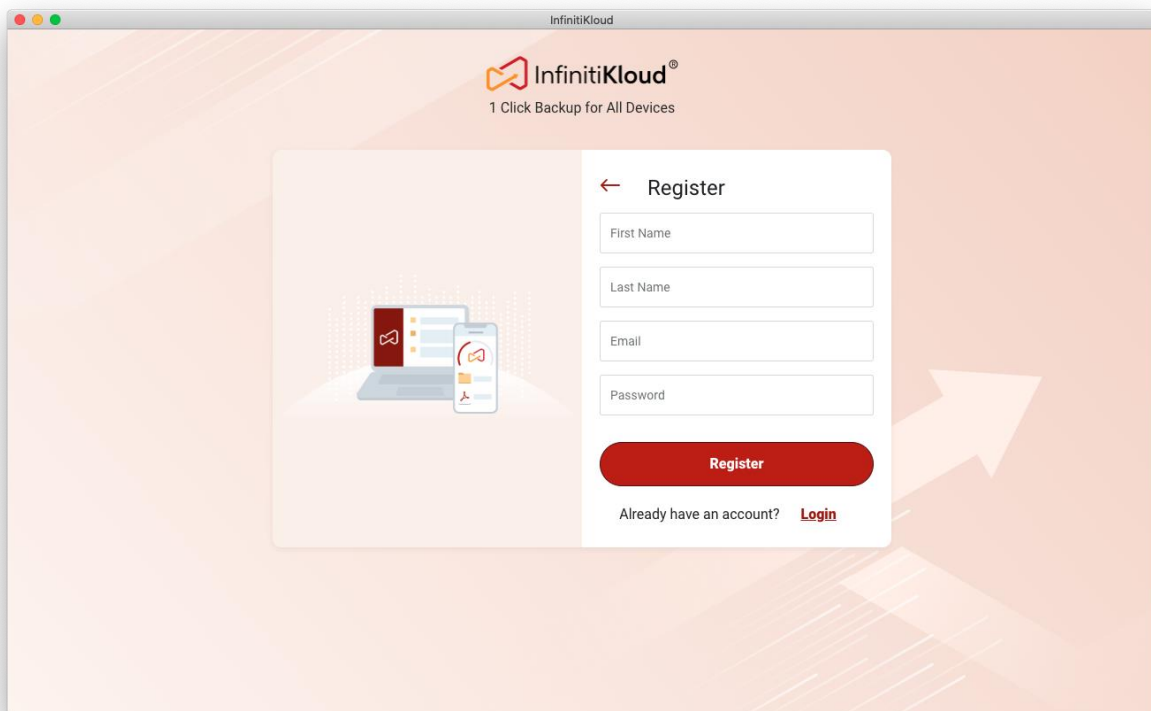 InfinitiKloud
InfinitiKloud®
1 Click Backup for All Devices
Register
First Name
Last Name
Email
Password
Register
Already have an account? Login